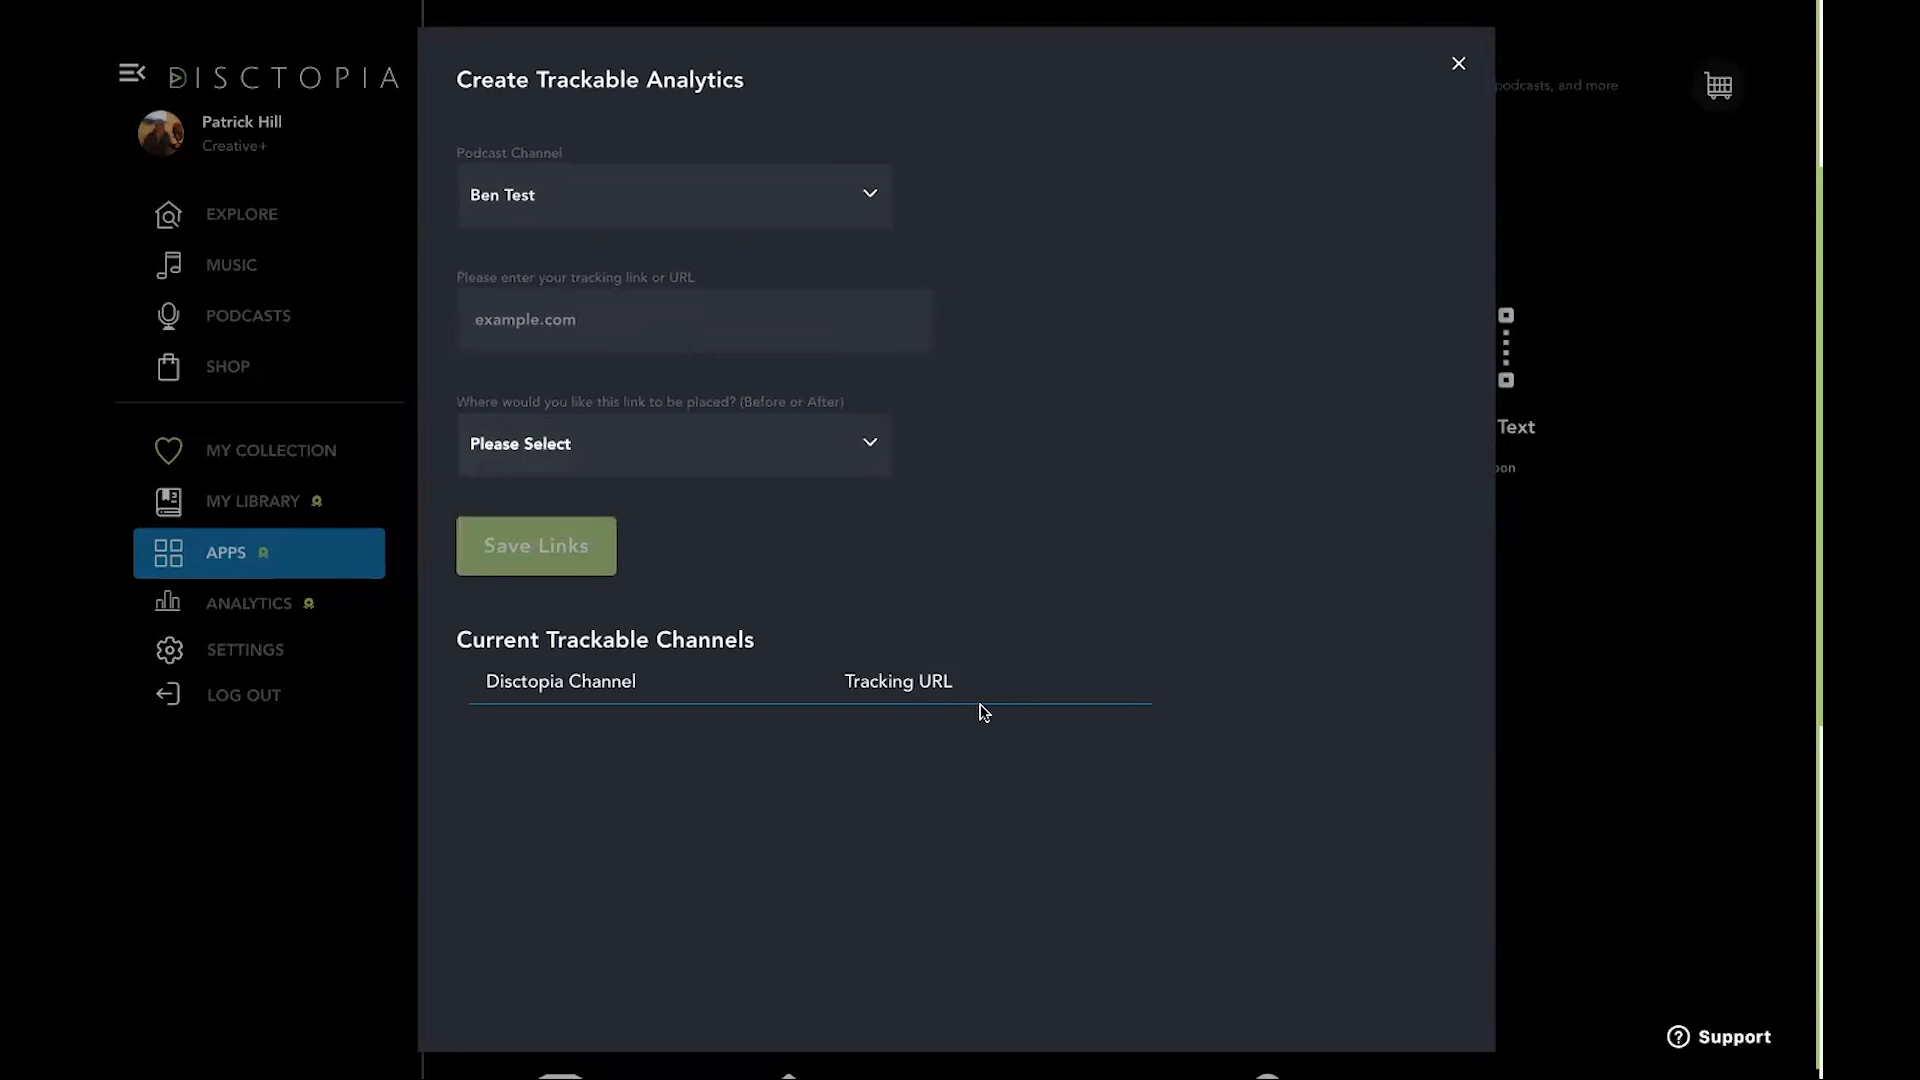 DISCTOPIA
Patrick Hill
Creative+
EXPLORE
MUSIC
PODCASTS
SHOP
MY COLLECTION
MY LIBRARY
APPS
ANALYTICS
SETTINGS
LOG OUT
Create Trackable Analytics
Podcast Channel
Ben Test
Please enter your tracking link or URL
example.com
Where would you like this link to be placed? (Before or After)
Please Select
Save Links
Current Trackable Channels
Disctopia Channel Tracking URL
podcasts, and more
Text
Support